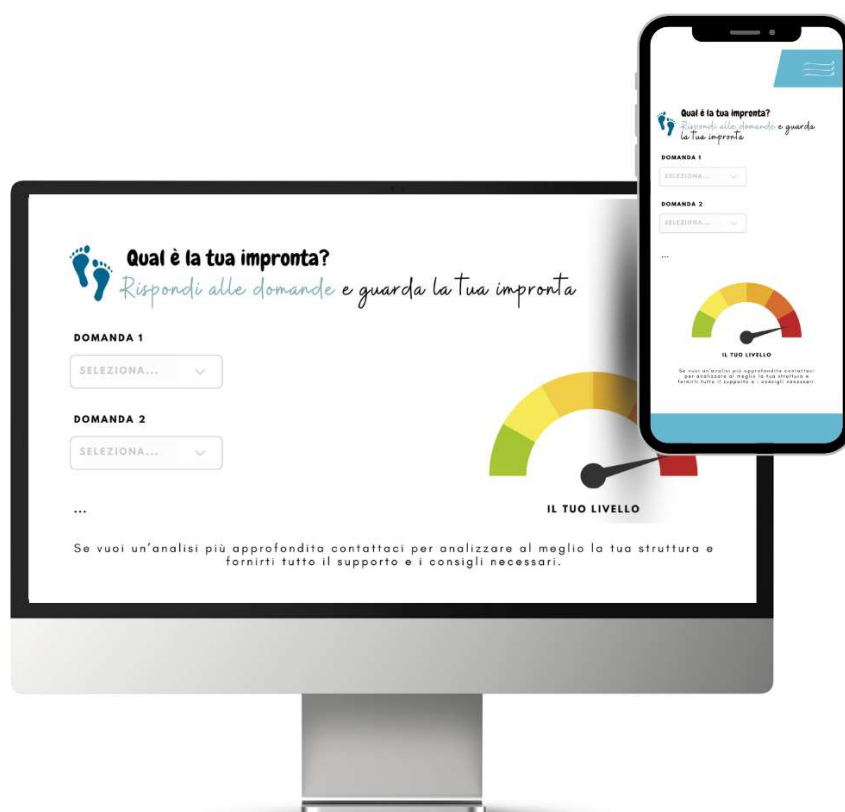 Qual è la tua impronta?
Rispondi alle domande e guarda la tua impronta
DOMANDA 1
SELEZIONA...
DOMANDA 2
SELEZIONA...
...
IL TUO LIVELLO
Se vuoi un'analisi più approfondita contattaci per analizzare al meglio la tua struttura e
fornirti tutto il supporto e i consigli necessari.
Qual è la tua impronta?
Rispondi alle domande e guarda
la tua impronta
DOMANDA 1
SELEZIONA...
DOMANDA 2
SELEZIONA...
...
IL TUO LIVELLO
Se vuoi un'analisi più approfondita contattaci
per analizzare al meglio la tua struttura e
fornirti tutto il supporto e i consigli necessari.